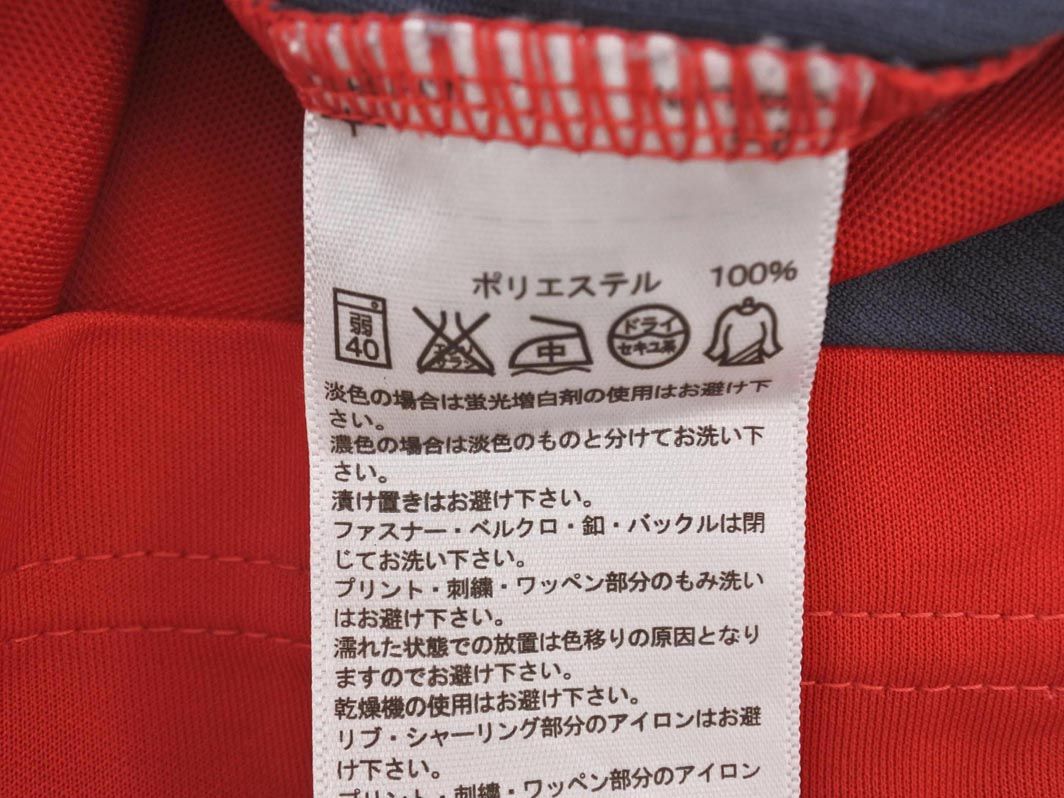 ポリエステル 100%
弱 40
エンソ サラシ
中
ドライ セキユ系
淡色の場合は蛍光増白剤の使用はお避け下
さい。
濃色の場合は淡色のものと分けてお洗い下
さい。
漬け置きはお避け下さい。
ファスナー・ベルクロ・釦・バックルは閉
じてお洗い下さい。
プリント・刺繍・ワッペン部分のもみ洗い
はお避け下さい。
濡れた状態での放置は色移りの原因となり
ますのでお避け下さい。
乾燥機の使用はお避け下さい。
リブ・シャーリング部分のアイロンはお避
け下さい。
プリント・刺繍・ワッペン部分のアイロン